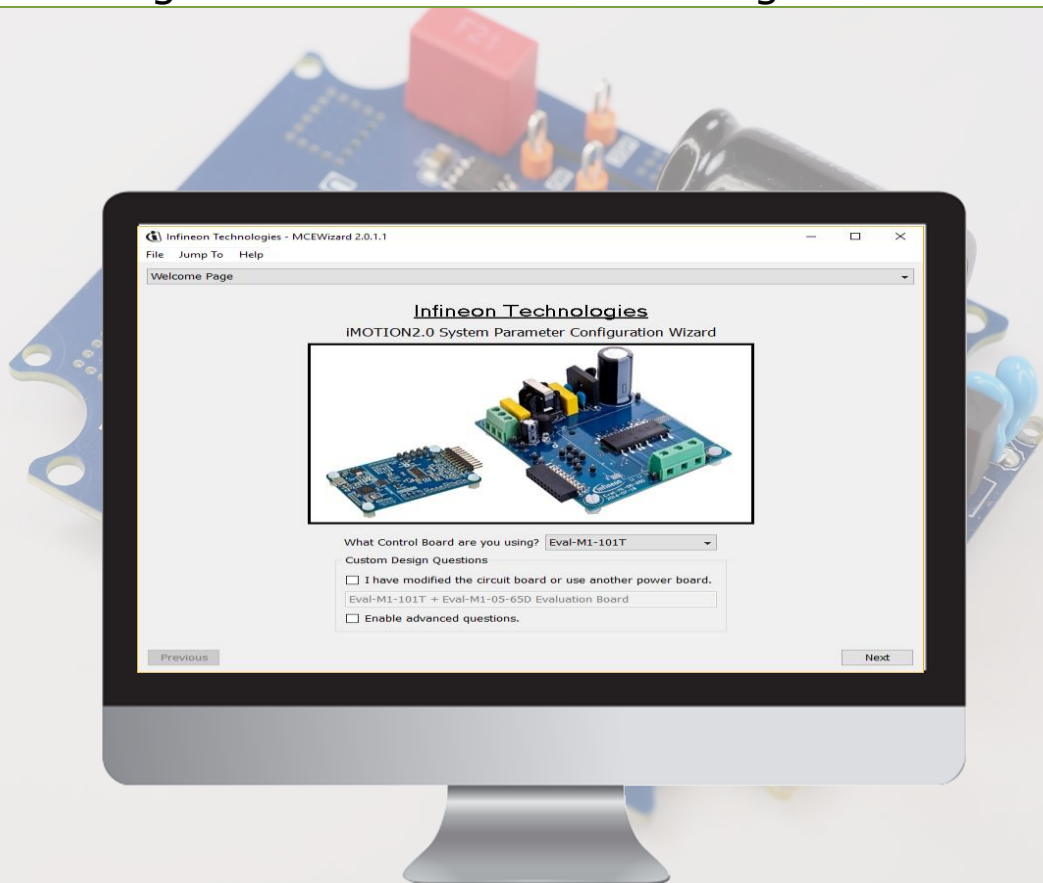 F21
Infineon Technologies - MCEWizard 2.0.1.1
File Jump To Help
Welcome Page
Infineon Technologies
iMOTION2.0 System Parameter Configuration Wizard
infineon
What Control Board are you using? Eval-M1-101T
Custom Design Questions
I have modified the circuit board or use another power board.
Eval-M1-101T + Eval-M1-05-65D Evaluation Board
Enable advanced questions.
Previous Next